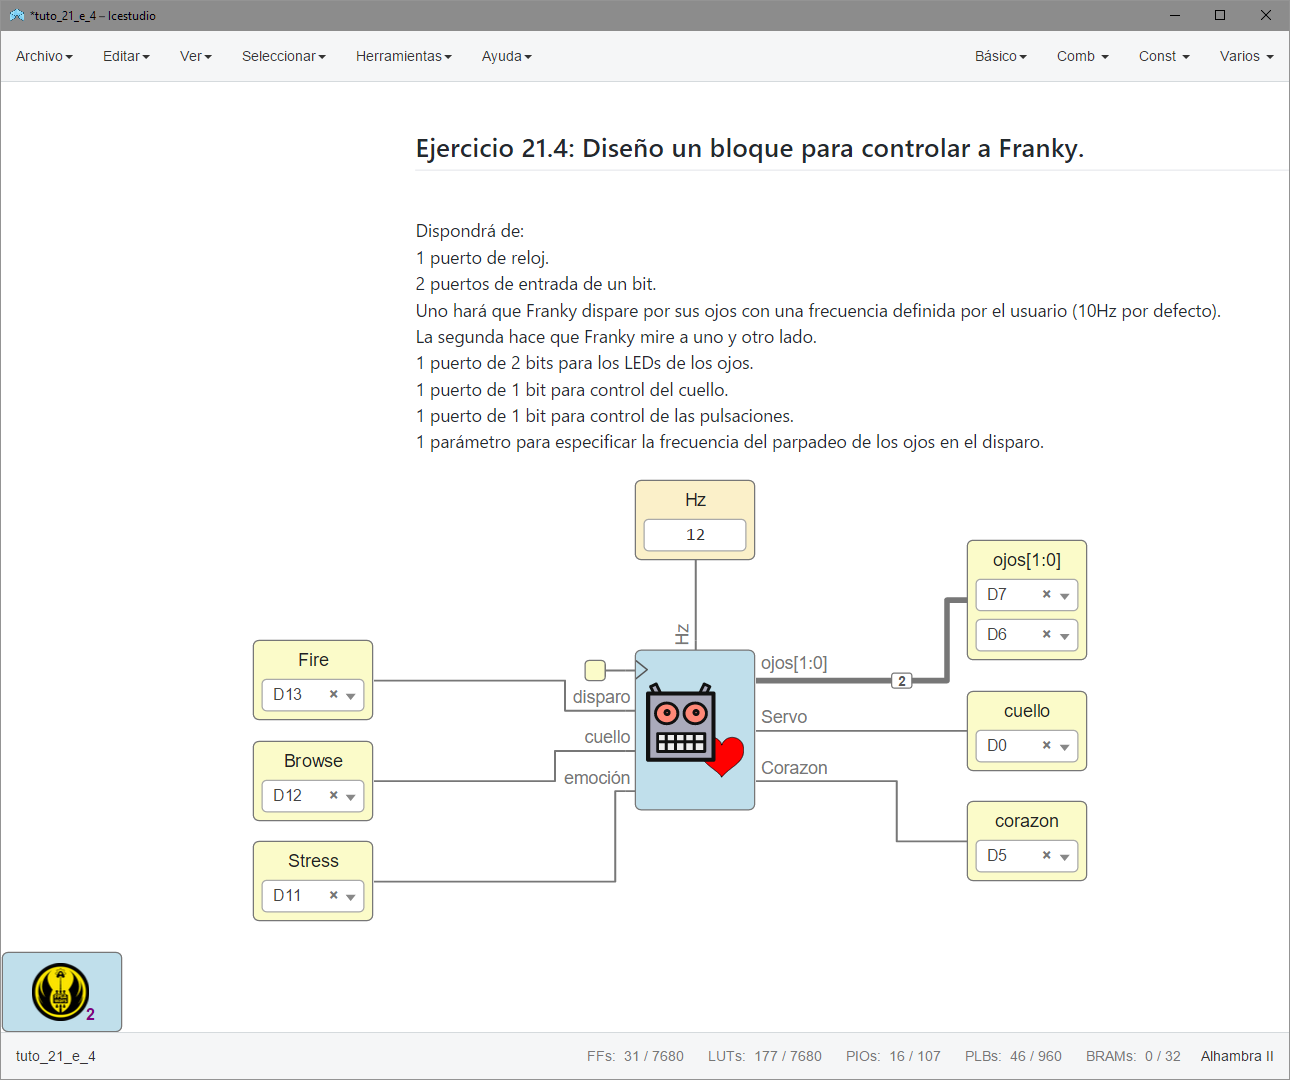 *tuto_21_e_4 – Icestudio
Archivo Editar Ver Seleccionar Herramientas Ayuda Básico Comb Const Varios
Ejercicio 21.4: Diseño un bloque para controlar a Franky.
Dispondrá de:
1 puerto de reloj.
2 puertos de entrada de un bit.
Uno hará que Franky dispare por sus ojos con una frecuencia definida por el usuario (10Hz por defecto).
La segunda hace que Franky mire a uno y otro lado.
1 puerto de 2 bits para los LEDs de los ojos.
1 puerto de 1 bit para control del cuello.
1 puerto de 1 bit para control de las pulsaciones.
1 parámetro para especificar la frecuencia del parpadeo de los ojos en el disparo.
Hz
12
Hz
Fire
D13
Browse
D12
Stress
D11
disparo
cuello
emoción
ojos[1:0]
Servo
Corazon
2
ojos[1:0]
D7
D6
cuello
D0
corazon
D5
2
tuto_21_e_4 FFs: 31 / 7680 LUTs: 177 / 7680 PIOs: 16 / 107 PLBs: 46 / 960 BRAMs: 0 / 32 Alhambra II